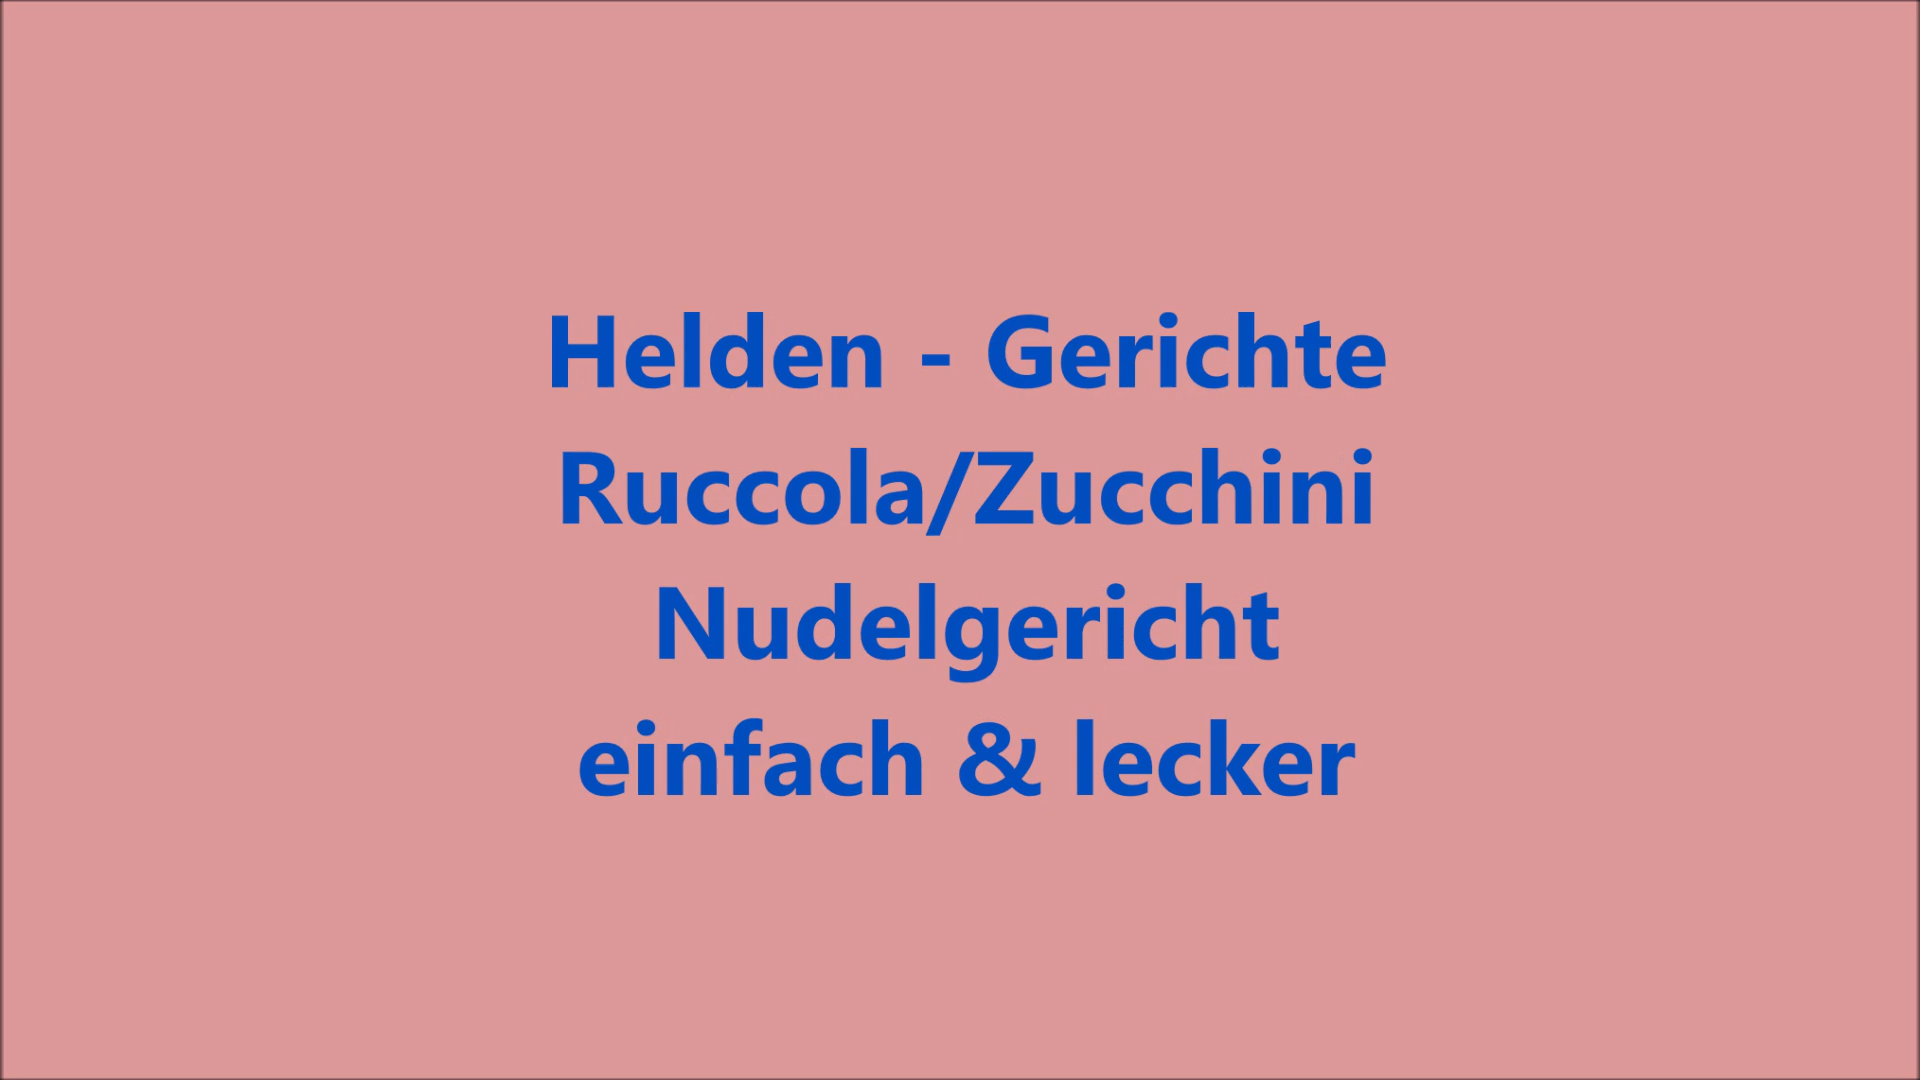 Helden - Gerichte
Ruccola/Zucchini
Nudelgericht
einfach & lecker